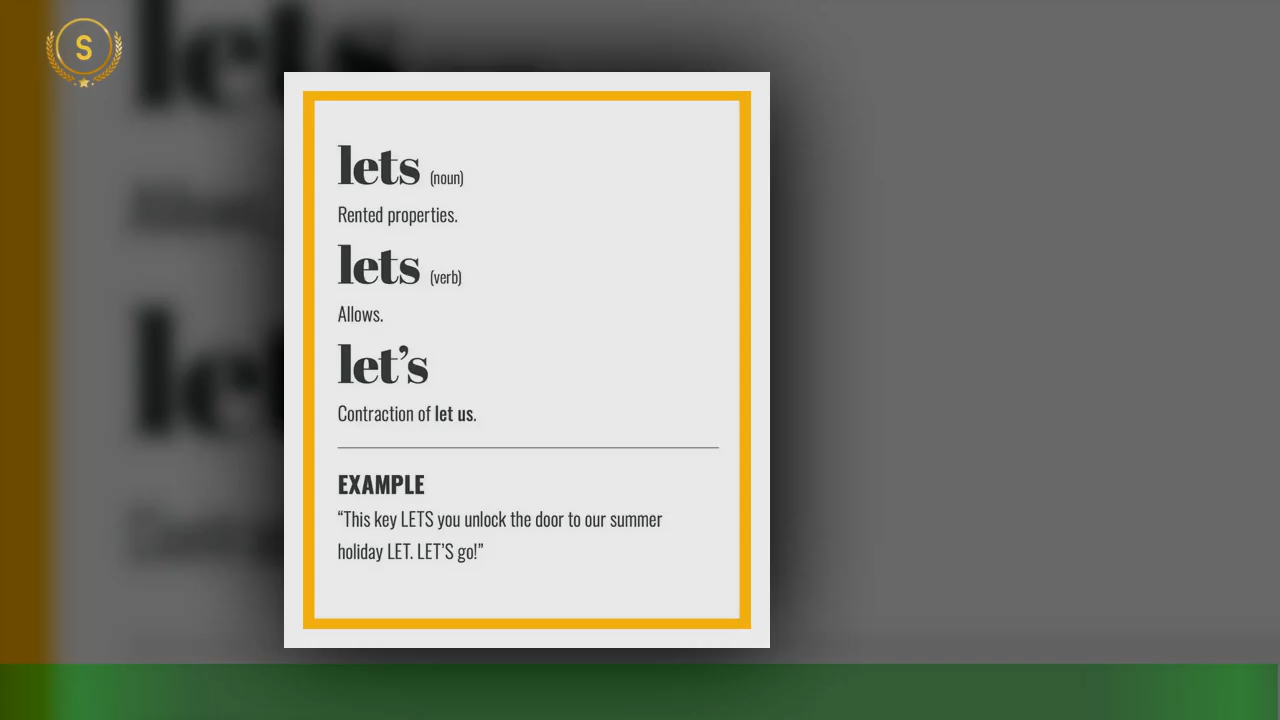 S
lets (noun)
Rented properties.
lets (verb)
Allows.
let’s
Contraction of let us.
EXAMPLE
“This key LETS you unlock the door to our summer
holiday LET. LET’S go!”